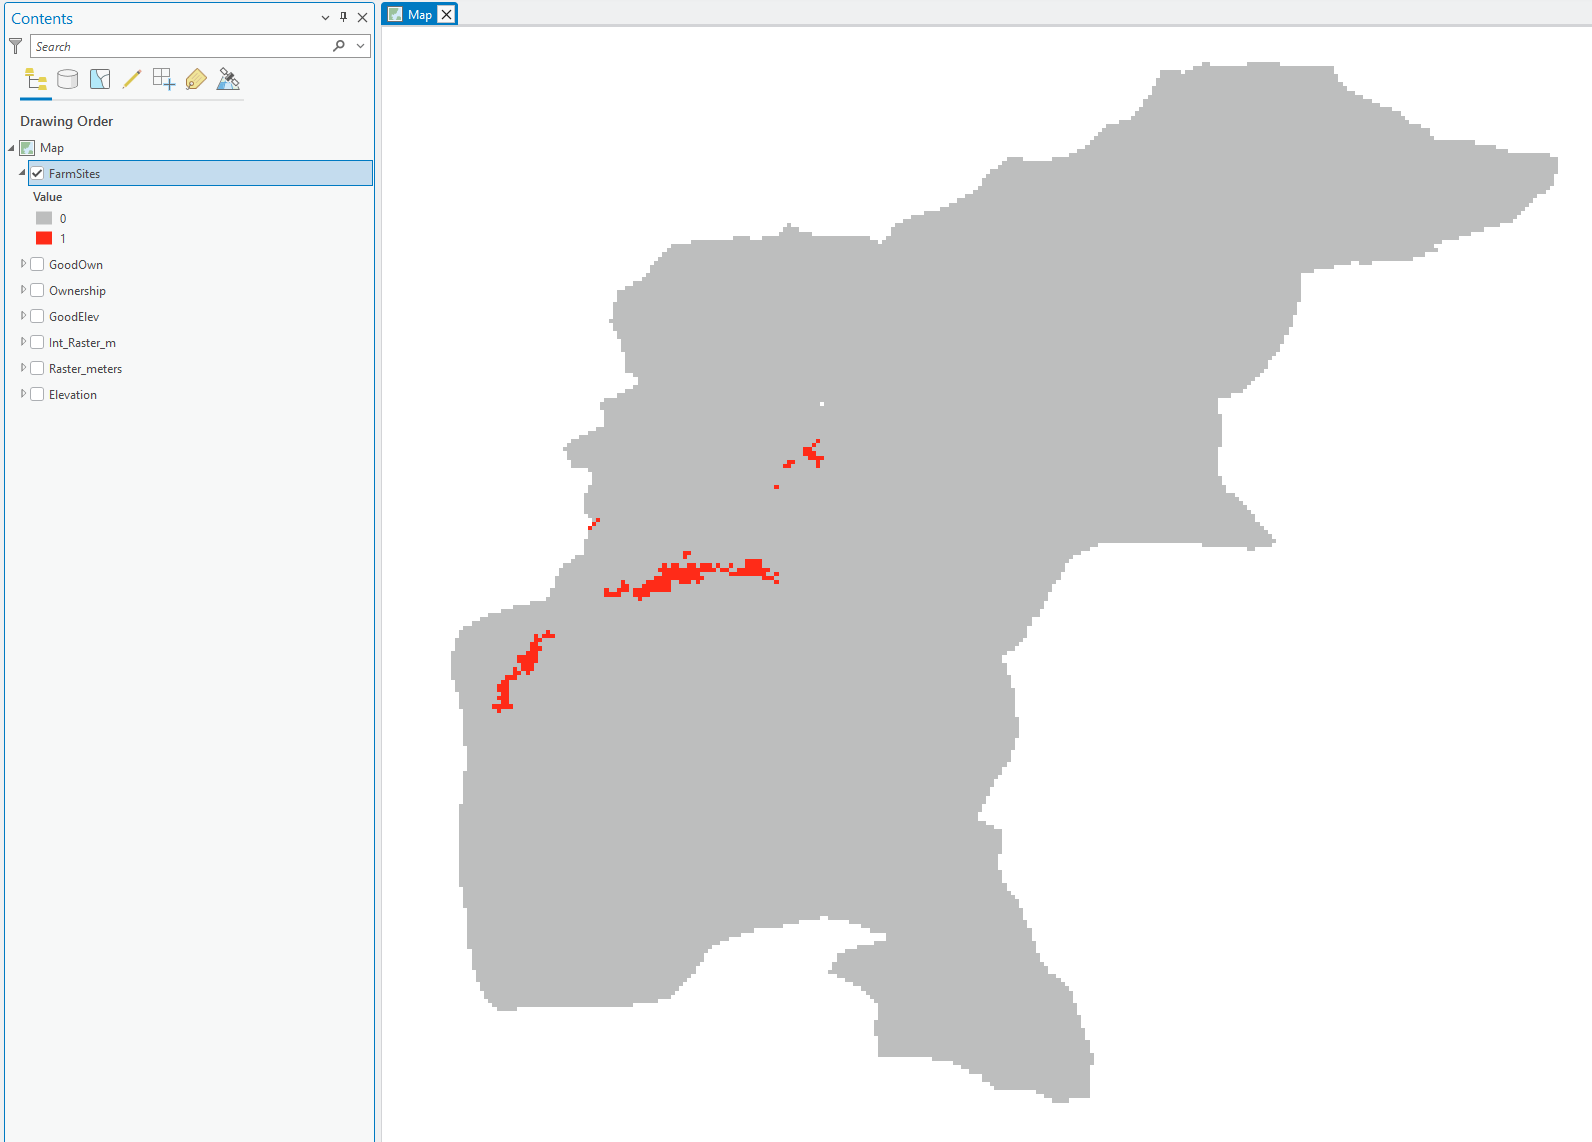 Contents
Search
Drawing Order
Map
FarmSites
Value
0
1
GoodOwn
Ownership
GoodElev
Int_Raster_m
Raster_meters
Elevation
Map